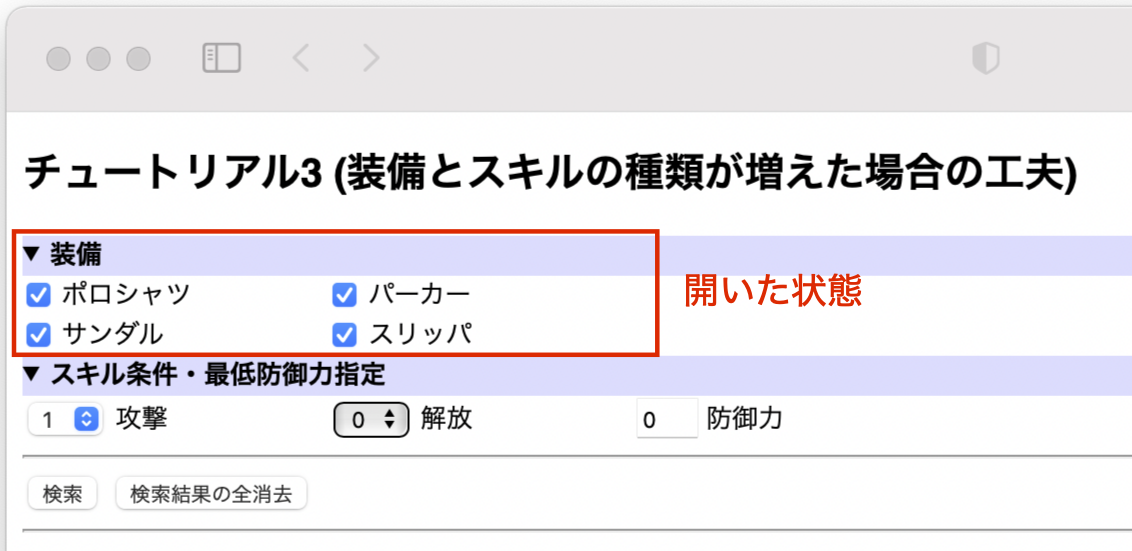 チュートリアル3 (装備とスキルの種類が増えた場合の工夫)
▼ 装備
ポロシャツ パーカー
開いた状態
サンダル スリッパ
▼ スキル条件・最低防御力指定
1 攻撃 0 解放 0 防御力
検索 検索結果の全消去